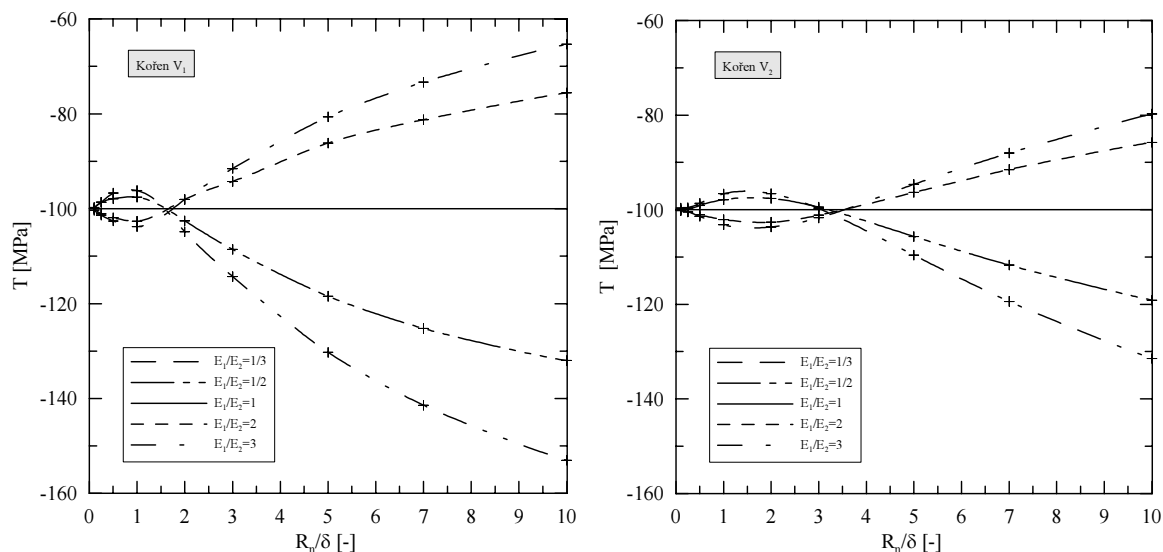 -60
-80
-100
-120
-140
-160
T [MPa]
Kořen V₁
E₁/E₂=1/3
E₁/E₂=1/2
E₁/E₂=1
E₁/E₂=2
E₁/E₂=3
0 1 2 3 4 5 6 7 8 9 10
Rₚ/δ [-]
-60
-80
-100
-120
-140
-160
T [MPa]
Kořen V₂
E₁/E₂=1/3
E₁/E₂=1/2
E₁/E₂=1
E₁/E₂=2
E₁/E₂=3
0 1 2 3 4 5 6 7 8 9 10
Rₚ/δ [-]